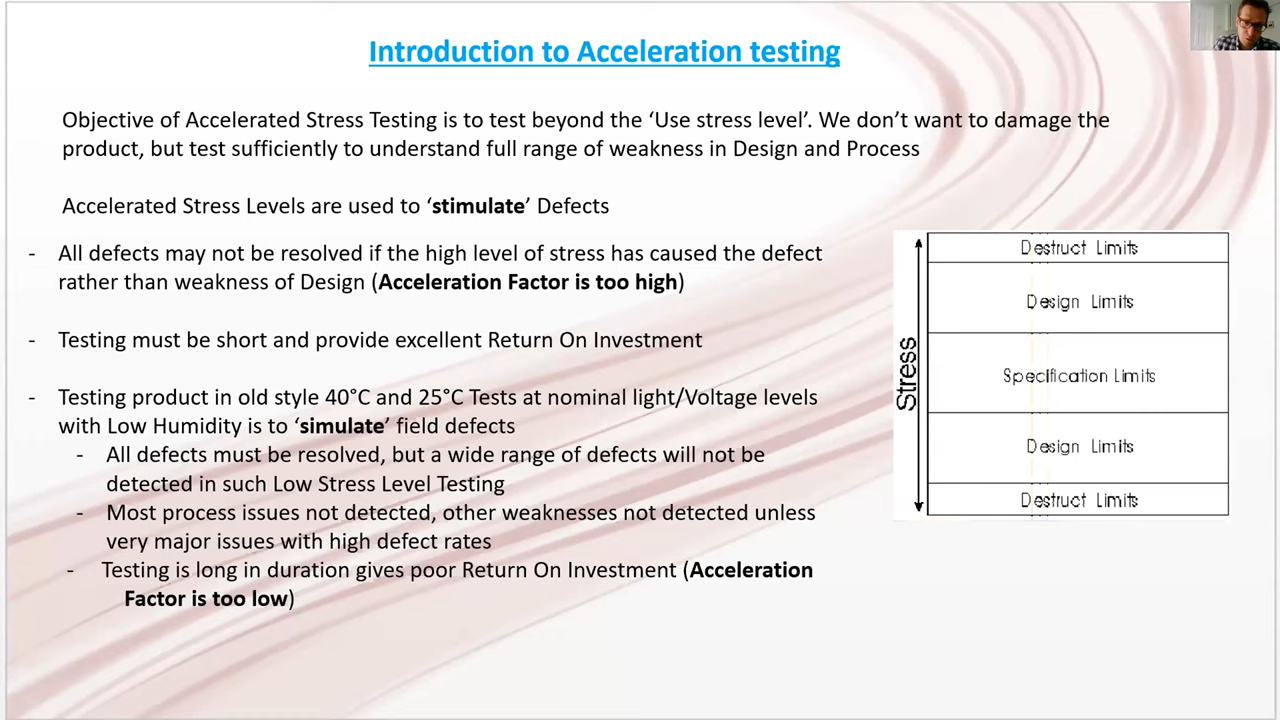 Introduction to Acceleration testing
Objective of Accelerated Stress Testing is to test beyond the ‘Use stress level’. We don’t want to damage the
product, but test sufficiently to understand full range of weakness in Design and Process
Accelerated Stress Levels are used to ‘stimulate’ Defects
- All defects may not be resolved if the high level of stress has caused the defect
rather than weakness of Design (Acceleration Factor is too high)
- Testing must be short and provide excellent Return On Investment
- Testing product in old style 40°C and 25°C Tests at nominal light/Voltage levels
with Low Humidity is to ‘simulate’ field defects
- All defects must be resolved, but a wide range of defects will not be
detected in such Low Stress Level Testing
- Most process issues not detected, other weaknesses not detected unless
very major issues with high defect rates
- Testing is long in duration gives poor Return On Investment (Acceleration
Factor is too low)
Stress
Destruct Limits
Design Limits
Specification Limits
Design Limits
Destruct Limits